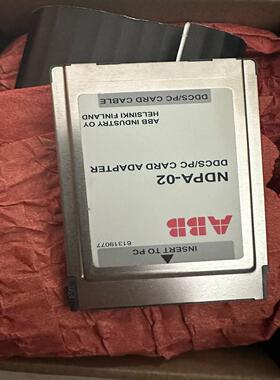 INSERT TO PC
ABB
61319077
NDPA-02
DDCS/PC CARD ADAPTER
ABB INDUSTRY OY
HELSINKI FINLAND
DDCS/PC CARD CABLE